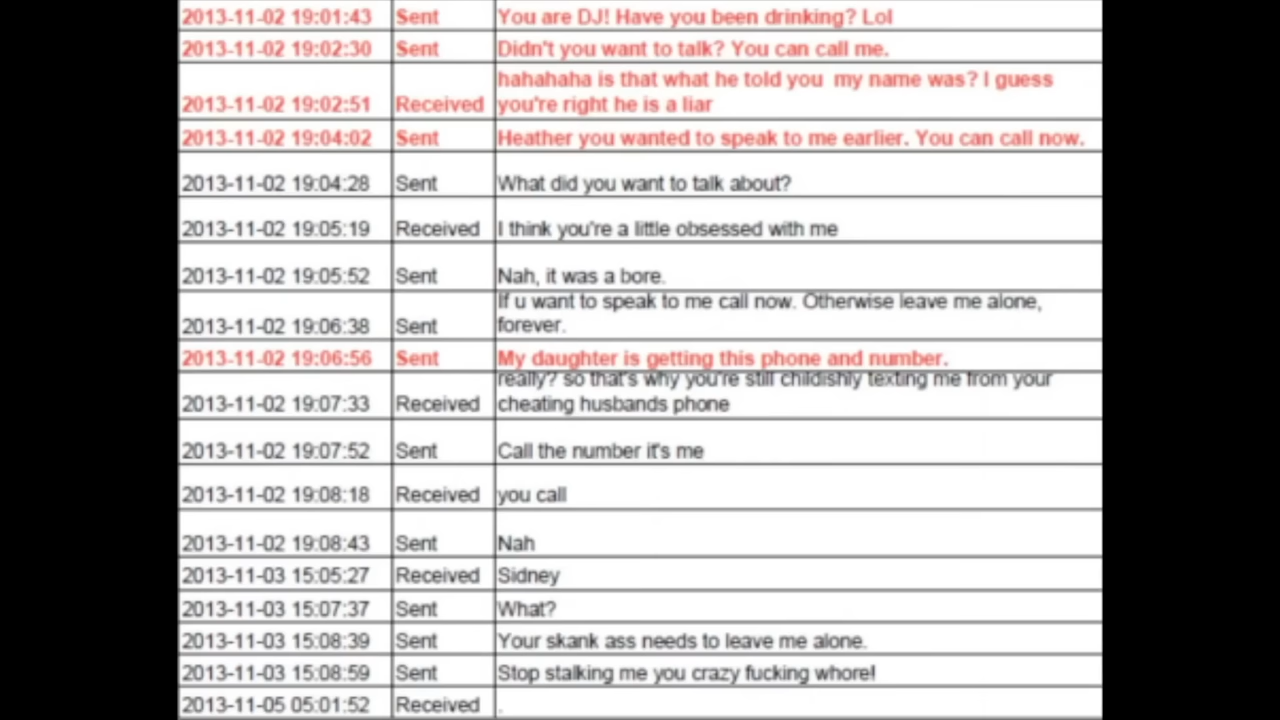 2013-11-02 19:01:43 Sent You are DJ! Have you been drinking? Lol
2013-11-02 19:02:30 Sent Didn't you want to talk? You can call me.
hahahaha is that what he told you my name was? I guess
2013-11-02 19:02:51 Received you're right he is a liar
2013-11-02 19:04:02 Sent Heather you wanted to speak to me earlier. You can call now.
2013-11-02 19:04:28 Sent What did you want to talk about?
2013-11-02 19:05:19 Received I think you're a little obsessed with me
2013-11-02 19:05:52 Sent Nah, it was a bore.
If u want to speak to me call now. Otherwise leave me alone,
2013-11-02 19:06:38 Sent forever.
2013-11-02 19:06:56 Sent My daughter is getting this phone and number.
really? so that's why you're still childishly texting me from your
2013-11-02 19:07:33 Received cheating husbands phone
2013-11-02 19:07:52 Sent Call the number it's me
2013-11-02 19:08:18 Received you call
2013-11-02 19:08:43 Sent Nah
2013-11-03 15:05:27 Received Sidney
2013-11-03 15:07:37 Sent What?
2013-11-03 15:08:39 Sent Your skank ass needs to leave me alone.
2013-11-03 15:08:59 Sent Stop stalking me you crazy fucking whore!
2013-11-05 05:01:52 Received .